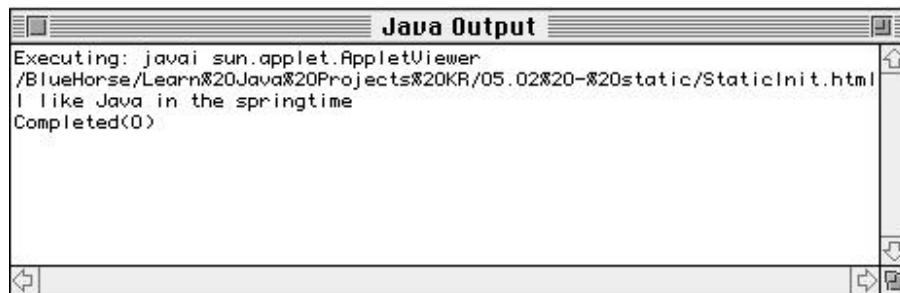 Java Output
Executing: javai sun.applet.AppletViewer
/BlueHorse/Learn%20Java%20Projects%20KR/05.02%20-%20static/StaticInit.html
I like Java in the springtime
Completed(0)